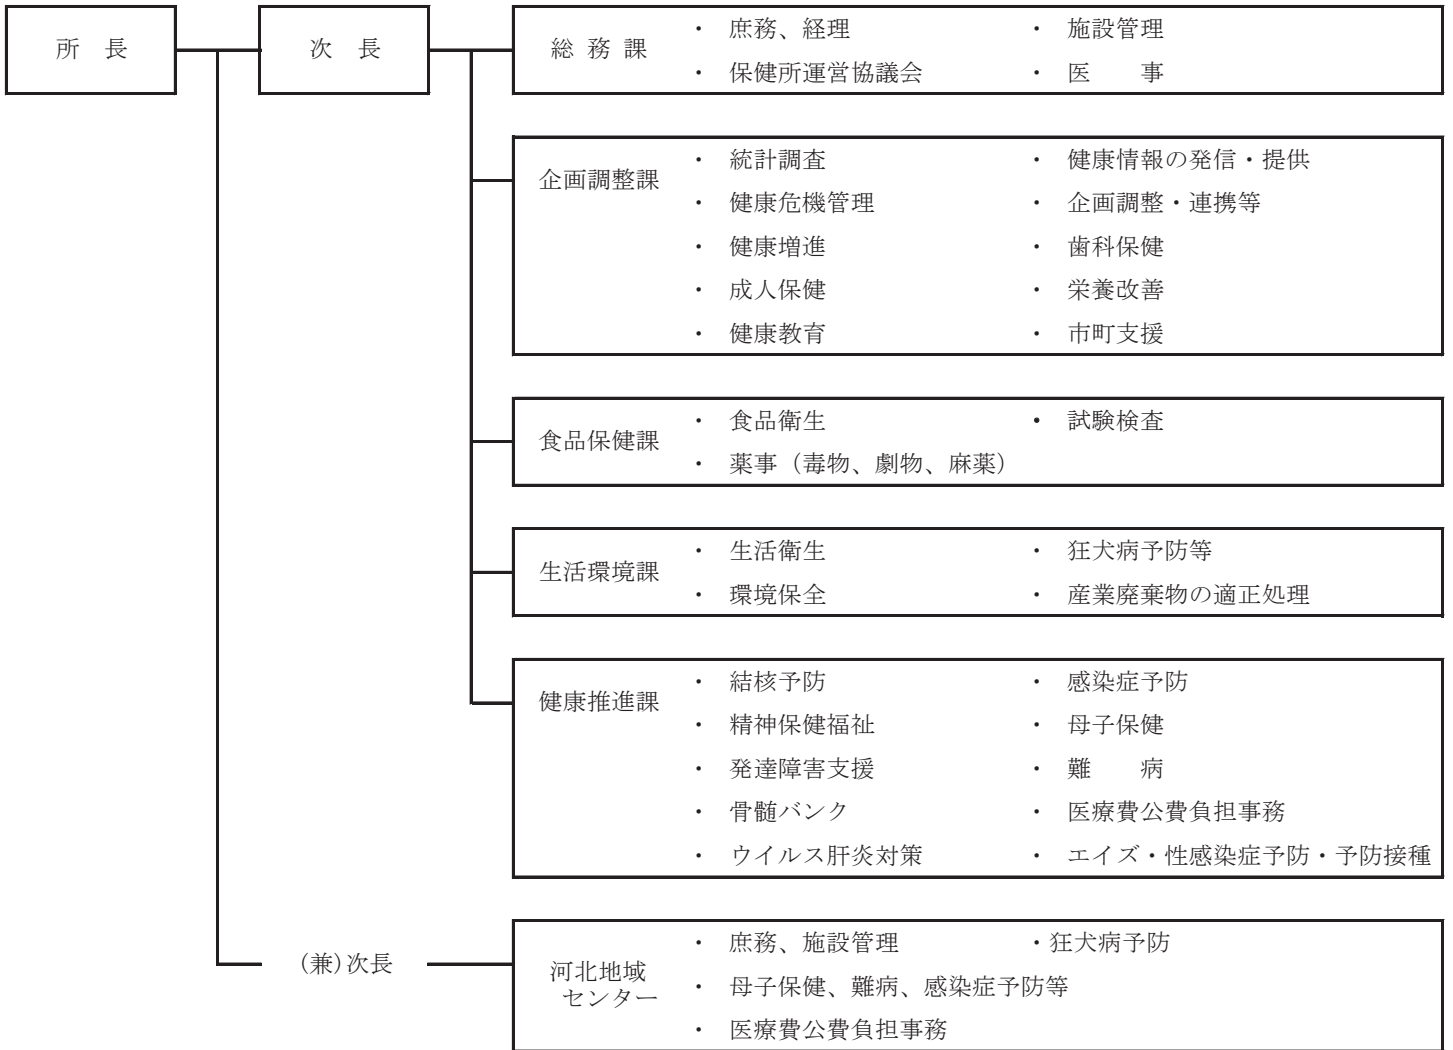 所　長
次　長
総 務 課
・ 庶務、経理 ・ 施設管理
・ 保健所運営協議会 ・ 医　　事
企画調整課
・ 統計調査 ・ 健康情報の発信・提供
・ 健康危機管理 ・ 企画調整・連携等
・ 健康増進 ・ 歯科保健
・ 成人保健 ・ 栄養改善
・ 健康教育 ・ 市町支援
食品保健課
・ 食品衛生 ・ 試験検査
・ 薬事（毒物、劇物、麻薬）
生活環境課
・ 生活衛生 ・ 狂犬病予防等
・ 環境保全 ・ 産業廃棄物の適正処理
健康推進課
・ 結核予防 ・ 感染症予防
・ 精神保健福祉 ・ 母子保健
・ 発達障害支援 ・ 難　　病
・ 骨髄バンク ・ 医療費公費負担事務
・ ウイルス肝炎対策 ・ エイズ・性感染症予防・予防接種
(兼)次長
河北地域
センター
・ 庶務、施設管理 ・狂犬病予防
・ 母子保健、難病、感染症予防等
・ 医療費公費負担事務